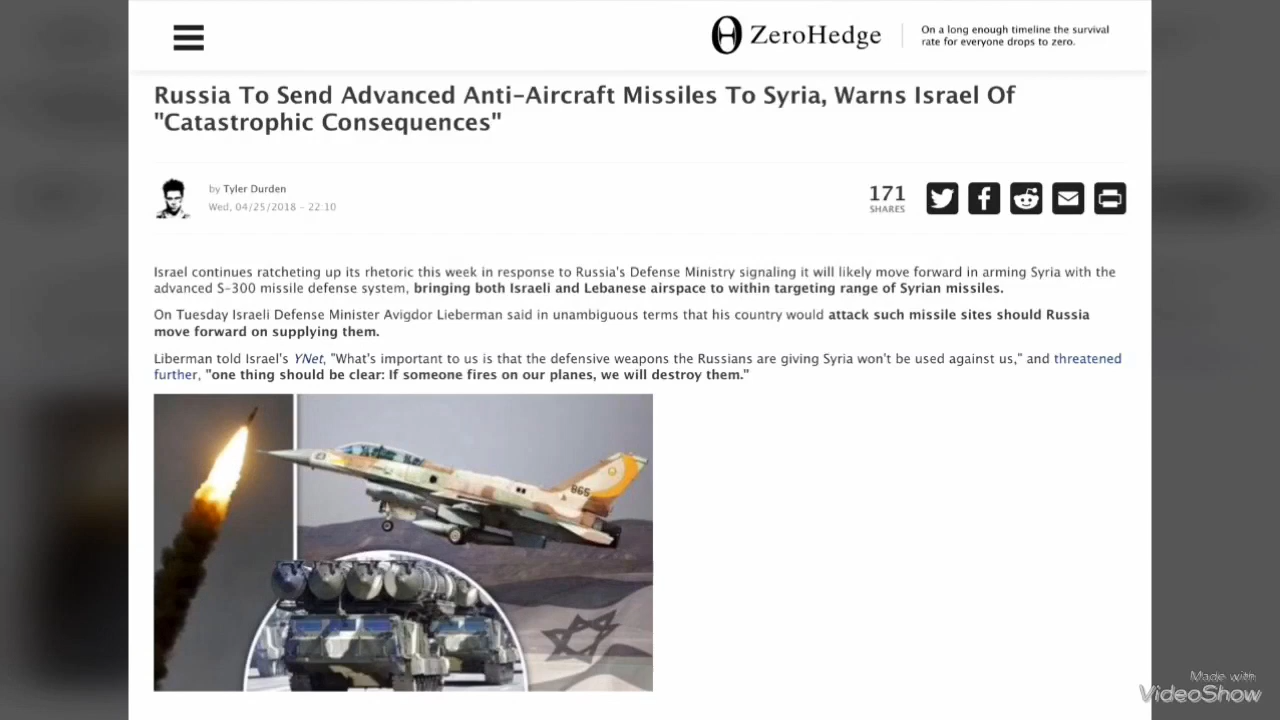 ZeroHedge
On a long enough timeline the survival
rate for everyone drops to zero.
Russia To Send Advanced Anti-Aircraft Missiles To Syria, Warns Israel Of
"Catastrophic Consequences"
by Tyler Durden
Wed, 04/25/2018 - 22:10
171
SHARES
Israel continues ratcheting up its rhetoric this week in response to Russia's Defense Ministry signaling it will likely move forward in arming Syria with the
advanced S-300 missile defense system, bringing both Israeli and Lebanese airspace to within targeting range of Syrian missiles.
On Tuesday Israeli Defense Minister Avigdor Lieberman said in unambiguous terms that his country would attack such missile sites should Russia
move forward on supplying them.
Liberman told Israel's YNet, "What's important to us is that the defensive weapons the Russians are giving Syria won't be used against us," and threatened
further, "one thing should be clear: If someone fires on our planes, we will destroy them."
865
Made with
VideoShow